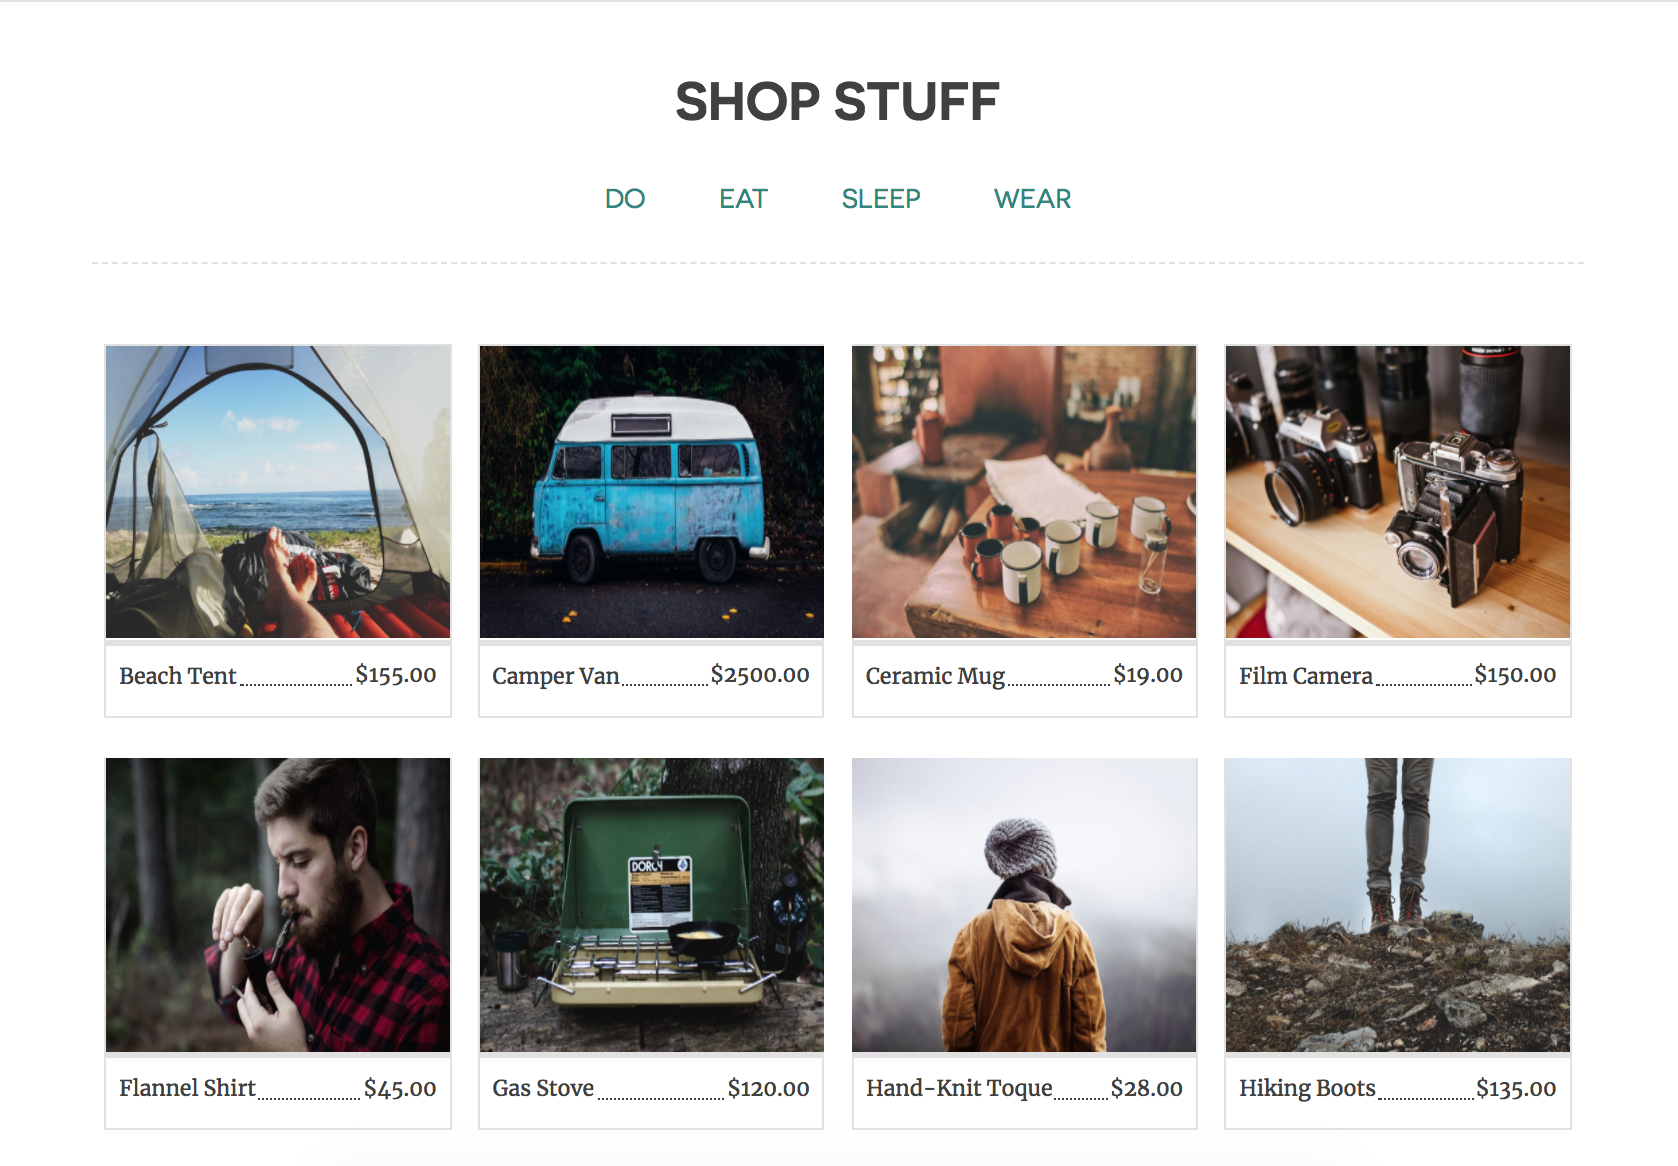 SHOP STUFF
DO EAT SLEEP WEAR
Beach Tent $155.00
Camper Van $2500.00
Ceramic Mug $19.00
Film Camera $150.00
DORCY
Flannel Shirt $45.00
Gas Stove $120.00
Hand-Knit Toque $28.00
Hiking Boots $135.00